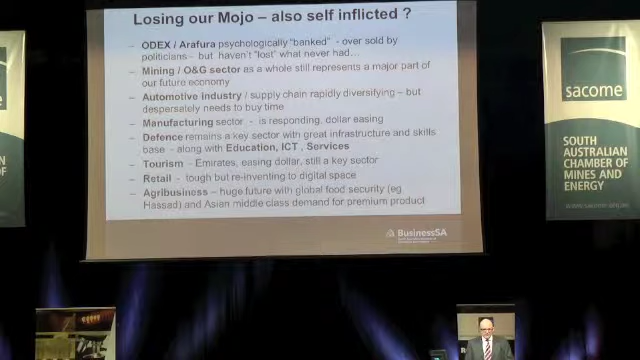 Losing our Mojo – also self inflicted ?
– ODEX / Arafura psychologically "banked" - over sold by
politicians - but haven't "lost" what never had...
– Mining / O&G sector as a whole still represents a major part of
our future economy
– Automotive industry / supply chain rapidly diversifying – but
desperately needs to buy time
– Manufacturing sector - is responding, dollar easing
– Defence remains a key sector with great infrastructure and skills
base - along with Education, ICT , Services
– Tourism – Emirates, easing dollar, still a key sector
– Retail - tough but re-inventing to digital space
– Agribusiness – huge future with global food security (eg
Hassad) and Asian middle class demand for premium product
BusinessSA
sacome
SOUTH
AUSTRALIAN
CHAMBER OF
MINES AND
ENERGY